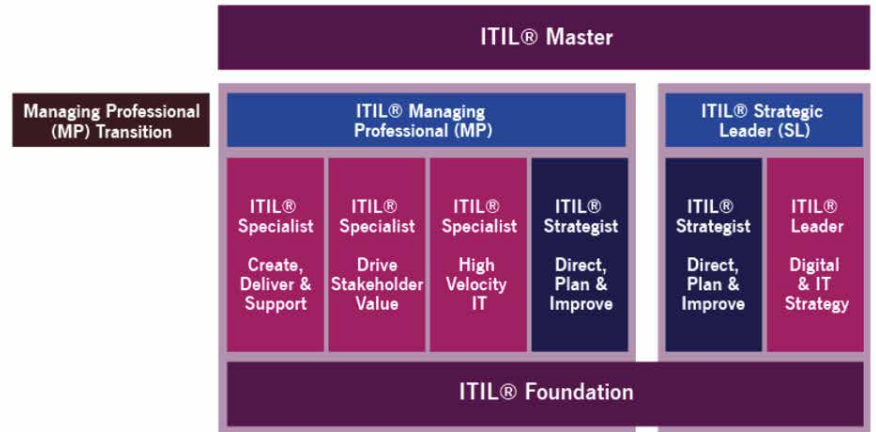 ITIL® Master
Managing Professional
(MP) Transition
ITIL® Managing
Professional (MP)
ITIL® Strategic
Leader (SL)
ITIL®
Specialist
Create,
Deliver &
Support
ITIL®
Specialist
Drive
Stakeholder
Value
ITIL®
Specialist
High
Velocity
IT
ITIL®
Strategist
Direct,
Plan &
Improve
ITIL®
Strategist
Direct,
Plan &
Improve
ITIL®
Leader
Digital
& IT
Strategy
ITIL® Foundation